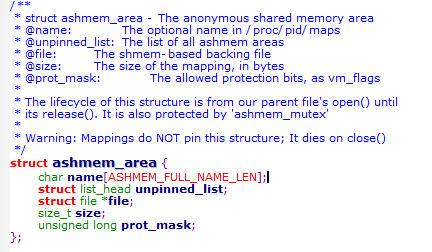 /**
 * struct ashmem_area - The anonymous shared memory area
 * @name: The optional name in /proc/pid/maps
 * @unpinned_list: The list of all ashmem areas
 * @file: The shmem-based backing file
 * @size: The size of the mapping, in bytes
 * @prot_mask: The allowed protection bits, as vm_flags
 *
 * The lifecycle of this structure is from our parent file's open() until
 * its release(). It is also protected by 'ashmem_mutex'
 *
 * Warning: Mappings do NOT pin this structure; It dies on close()
 */
struct ashmem_area {
char name[ASHMEM_FULL_NAME_LEN];
struct list_head unpinned_list;
struct file *file;
size_t size;
unsigned long prot_mask;
};